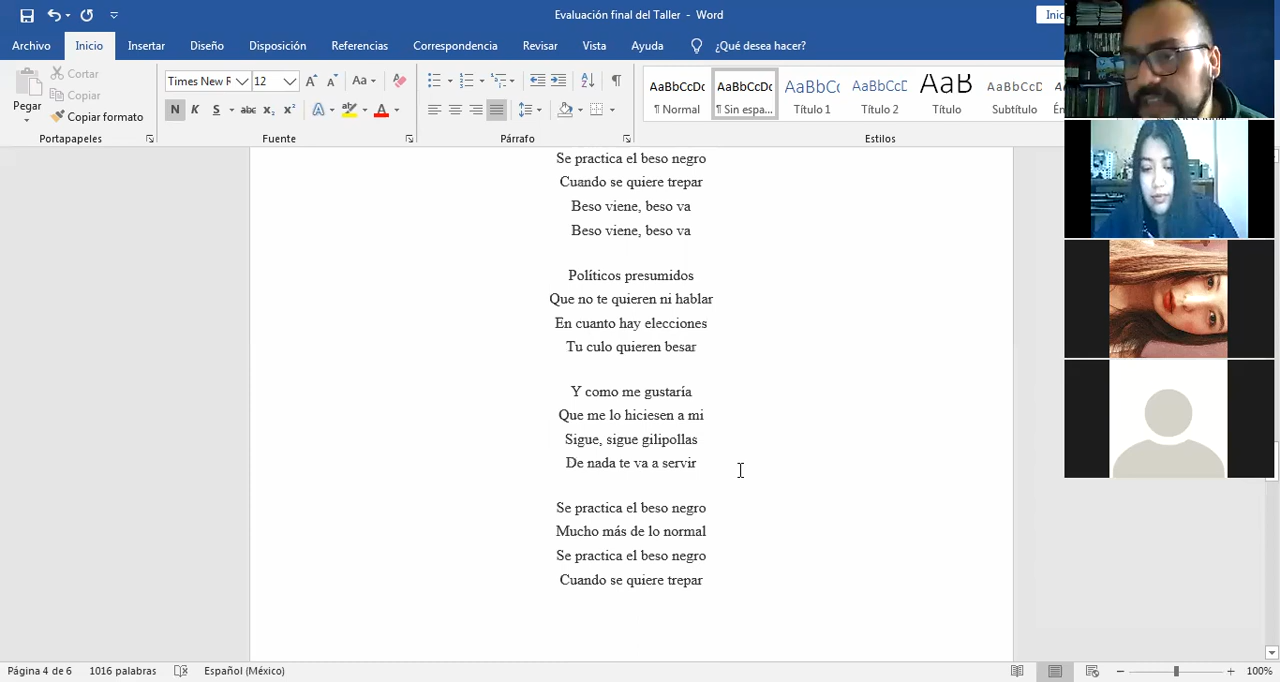 Evaluación final del Taller - Word
Inic
Archivo
Inicio
Insertar
Diseño
Disposición
Referencias
Correspondencia
Revisar
Vista
Ayuda
¿Qué desea hacer?
Pegar
Cortar
Copiar
Copiar formato
Portapapeles
Times New F
12
Aa
N K S abc x₂ x²
Fuente
Párrafo
AaBbCcDc
¶ Normal
AaBbCcDc
¶ Sin espa...
AaBbCc
Título 1
AaBbCcD
Título 2
AaB
Título
AaBbCcD
Subtítulo
Estilos
Se practica el beso negro
Cuando se quiere trepar
Beso viene, beso va
Beso viene, beso va
Políticos presumidos
Que no te quieren ni hablar
En cuanto hay elecciones
Tu culo quieren besar
Y como me gustaría
Que me lo hiciesen a mi
Sigue, sigue gilipollas
De nada te va a servir
Se practica el beso negro
Mucho más de lo normal
Se practica el beso negro
Cuando se quiere trepar
Página 4 de 6
1016 palabras
Español (México)
100%